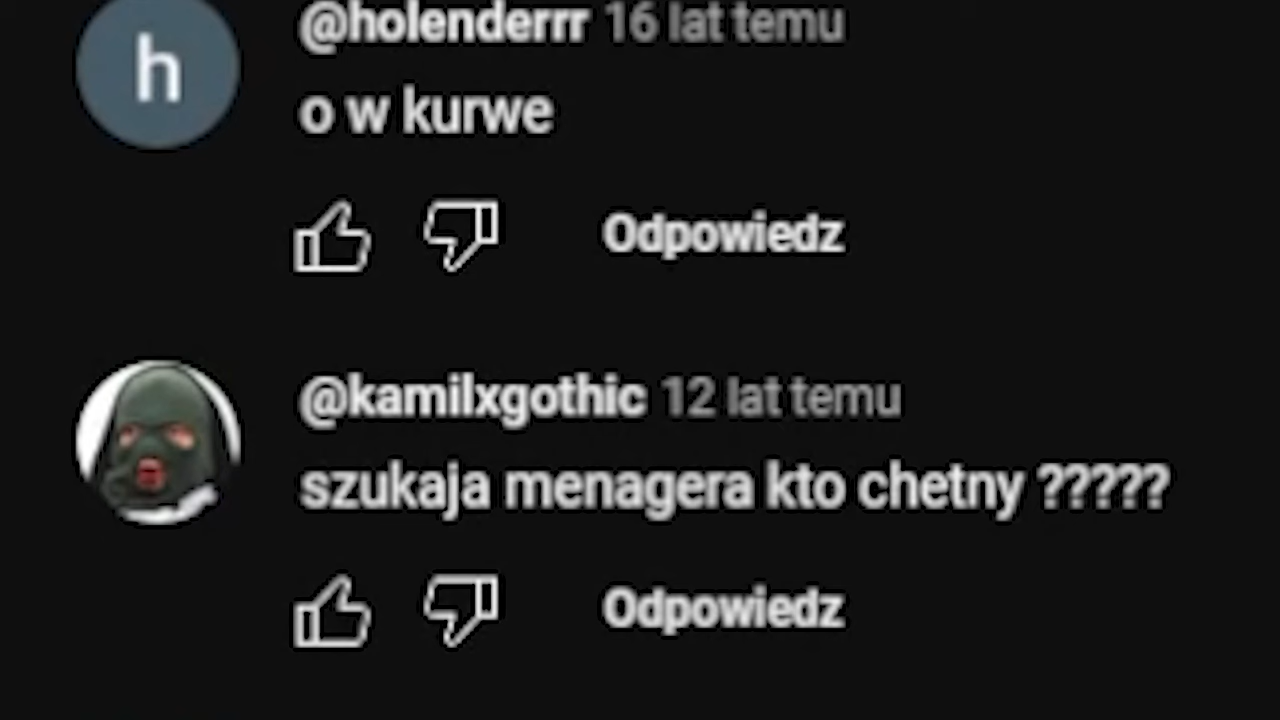 h
@holenderrr 16 lat temu
o w kurwe
Odpowiedz
@kamilxgothic 12 lat temu
szukaja menagera kto chetny ?????
Odpowiedz